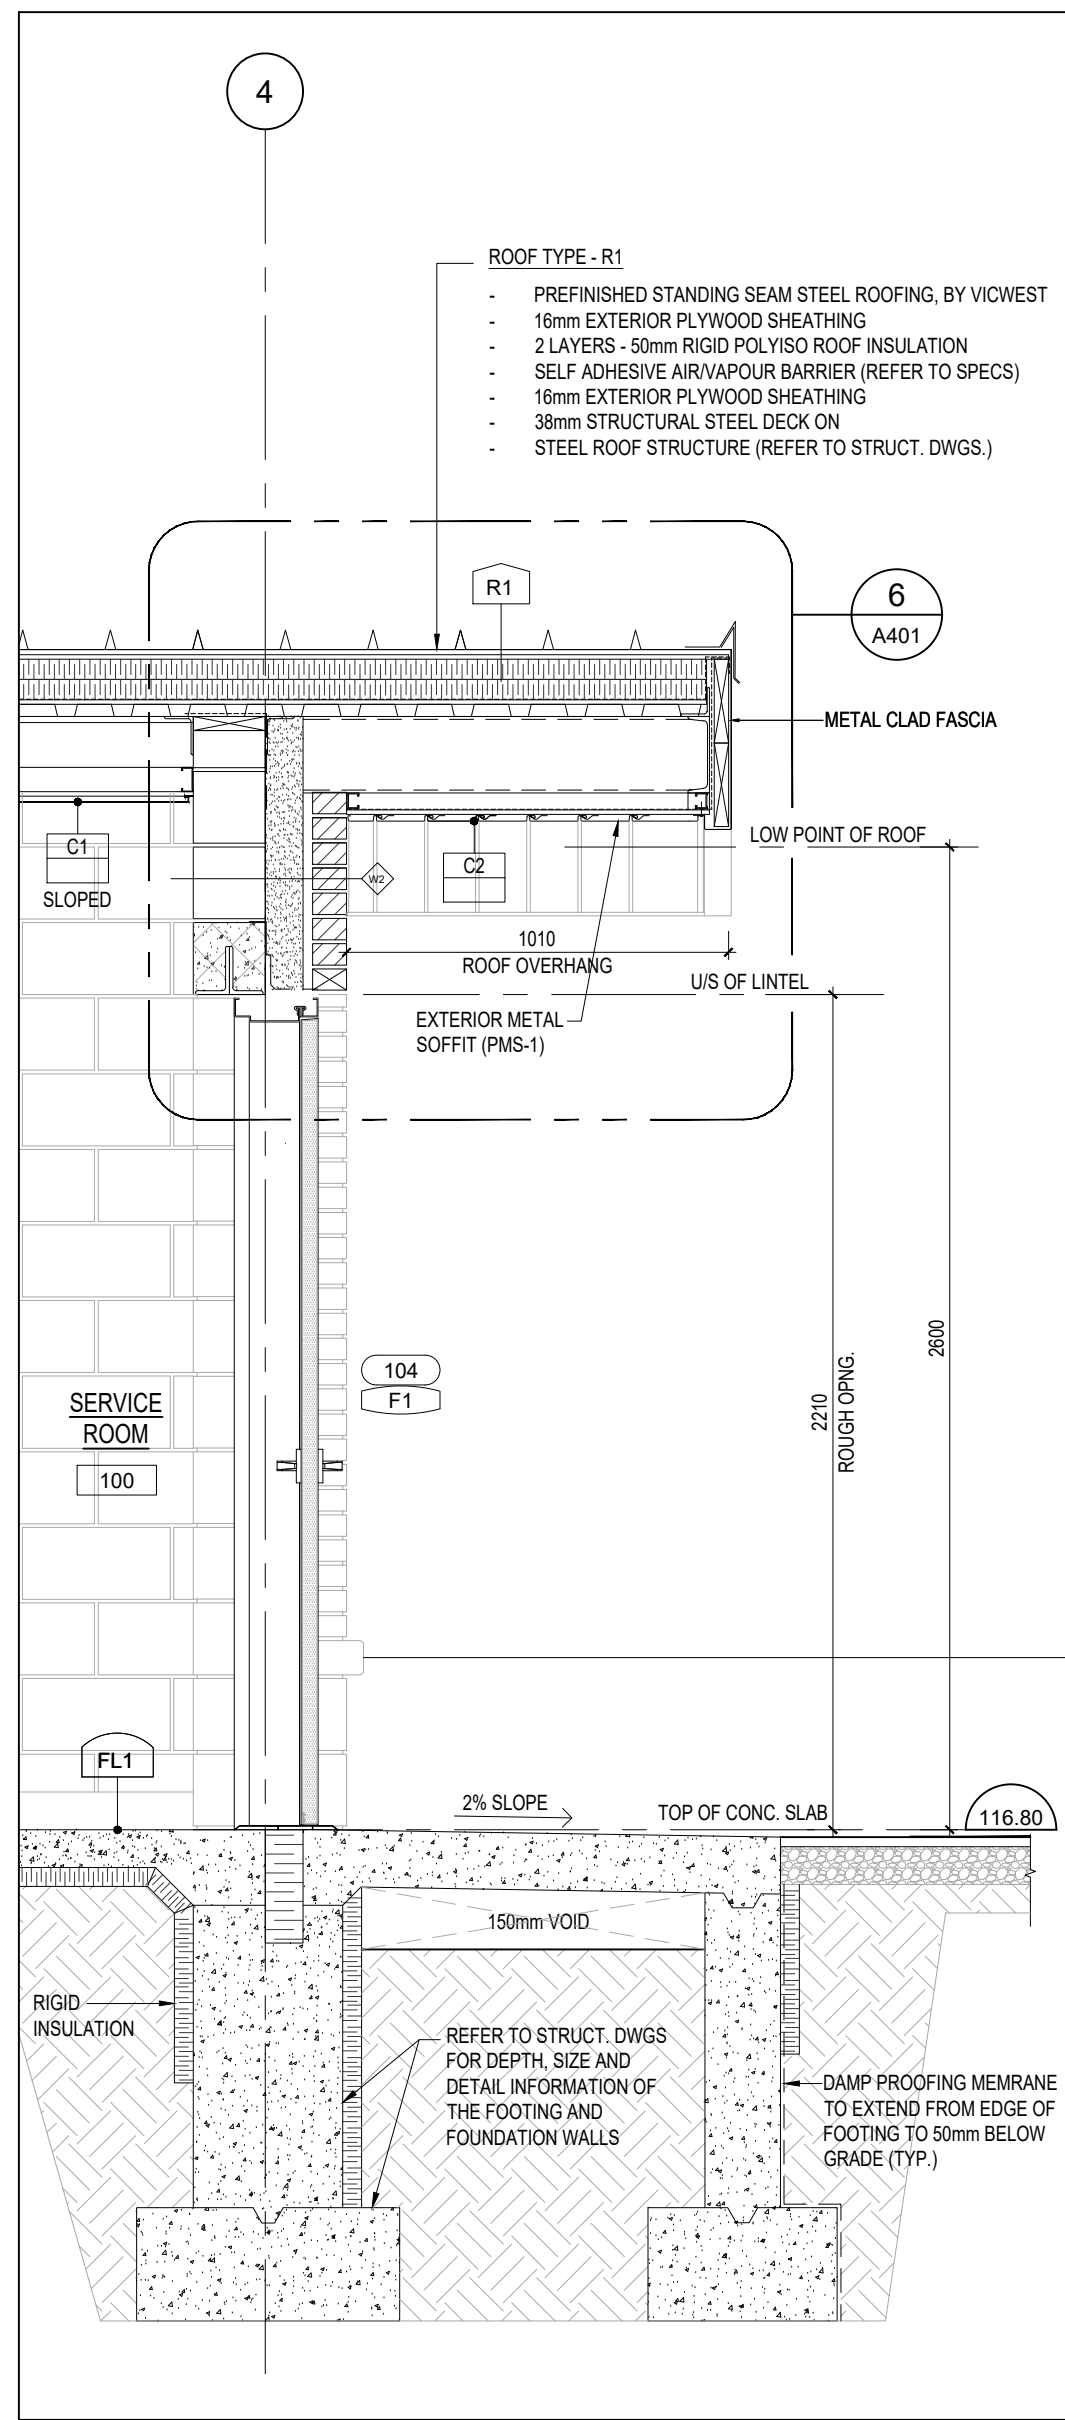 4
ROOF TYPE - R1
- PREFINISHED STANDING SEAM STEEL ROOFING, BY VICWEST
- 16mm EXTERIOR PLYWOOD SHEATHING
- 2 LAYERS - 50mm RIGID POLYISO ROOF INSULATION
- SELF ADHESIVE AIR/VAPOUR BARRIER (REFER TO SPECS)
- 16mm EXTERIOR PLYWOOD SHEATHING
- 38mm STRUCTURAL STEEL DECK ON
- STEEL ROOF STRUCTURE (REFER TO STRUCT. DWGS.)
R1
6
A401
METAL CLAD FASCIA
LOW POINT OF ROOF
C1
SLOPED
C2
W2
1010
ROOF OVERHANG
U/S OF LINTEL
EXTERIOR METAL
SOFFIT (PMS-1)
2600
2210
ROUGH OPNG.
104
F1
SERVICE
ROOM
100
FL1
2% SLOPE
TOP OF CONC. SLAB
116.80
150mm VOID
RIGID
INSULATION
REFER TO STRUCT. DWGS
FOR DEPTH, SIZE AND
DETAIL INFORMATION OF
THE FOOTING AND
FOUNDATION WALLS
DAMP PROOFING MEMRANE
TO EXTEND FROM EDGE OF
FOOTING TO 50mm BELOW
GRADE (TYP.)